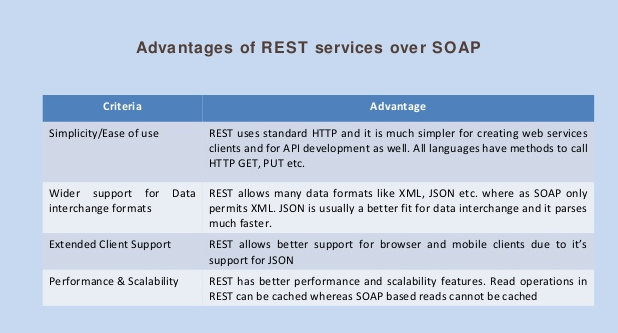 Advantages of REST services over SOAP
Criteria
Advantage
Simplicity/Ease of use
REST uses standard HTTP and it is much simpler for creating web services
clients and for API development as well. All languages have methods to call
HTTP GET, PUT etc.
Wider support for Data
interchange formats
REST allows many data formats like XML, JSON etc. where as SOAP only
permits XML. JSON is usually a better fit for data interchange and it parses
much faster.
Extended Client Support
REST allows better support for browser and mobile clients due to it's
support for JSON
Performance & Scalability
REST has better performance and scalability features. Read operations in
REST can be cached whereas SOAP based reads cannot be cached